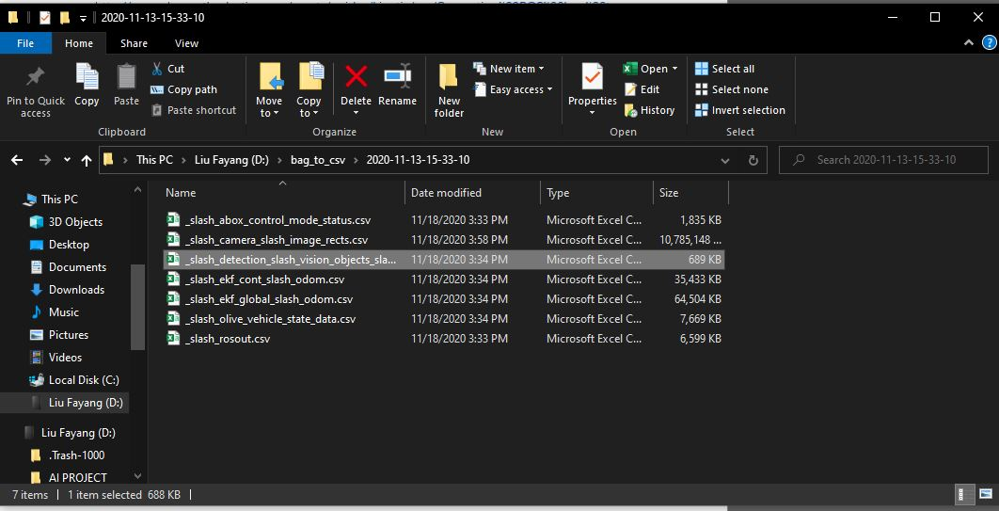 2020-11-13-15-33-10
File Home Share View
Pin to Quick access
Copy
Paste
Cut
Copy path
Paste shortcut
Clipboard
Move to
Copy to
Delete
Rename
Organize
New folder
New item
Easy access
New
Properties
Open
Edit
History
Open
Select all
Select none
Invert selection
Select
This PC Liu Fayang (D:) bag_to_csv 2020-11-13-15-33-10
Search 2020-11-13-15-33-10
This PC
3D Objects
Desktop
Documents
Downloads
Music
Pictures
Videos
Local Disk (C:)
Liu Fayang (D:)
Liu Fayang (D:)
.Trash-1000
AI PROJECT
Name Date modified Type Size
_slash_abox_control_mode_status.csv 11/18/2020 3:33 PM Microsoft Excel C... 1,835 KB
_slash_camera_slash_image_rects.csv 11/18/2020 3:58 PM Microsoft Excel C... 10,785,148 ...
_slash_detection_slash_vision_objects_sla... 11/18/2020 3:34 PM Microsoft Excel C... 689 KB
_slash_ekf_cont_slash_odom.csv 11/18/2020 3:34 PM Microsoft Excel C... 35,433 KB
_slash_ekf_global_slash_odom.csv 11/18/2020 3:34 PM Microsoft Excel C... 64,504 KB
_slash_olive_vehicle_state_data.csv 11/18/2020 3:34 PM Microsoft Excel C... 7,669 KB
_slash_rosout.csv 11/18/2020 3:33 PM Microsoft Excel C... 6,599 KB
7 items 1 item selected 688 KB